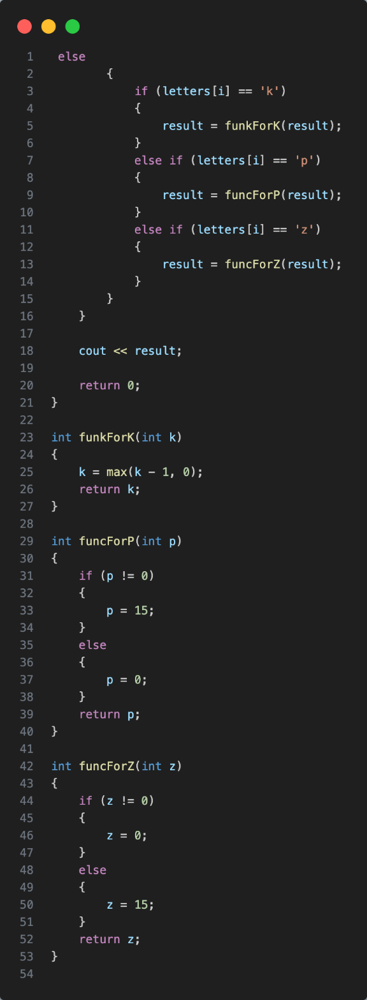 1 else
2 {
3 if (letters[i] == 'k')
4 {
5 result = funkForK(result);
6 }
7 else if (letters[i] == 'p')
8 {
9 result = funcForP(result);
10 }
11 else if (letters[i] == 'z')
12 {
13 result = funcForZ(result);
14 }
15 }
16 }
17
18 cout << result;
19
20 return 0;
21 }
22
23 int funkForK(int k)
24 {
25 k = max(k - 1, 0);
26 return k;
27 }
28
29 int funcForP(int p)
30 {
31 if (p != 0)
32 {
33 p = 15;
34 }
35 else
36 {
37 p = 0;
38 }
39 return p;
40 }
41
42 int funcForZ(int z)
43 {
44 if (z != 0)
45 {
46 z = 0;
47 }
48 else
49 {
50 z = 15;
51 }
52 return z;
53 }
54